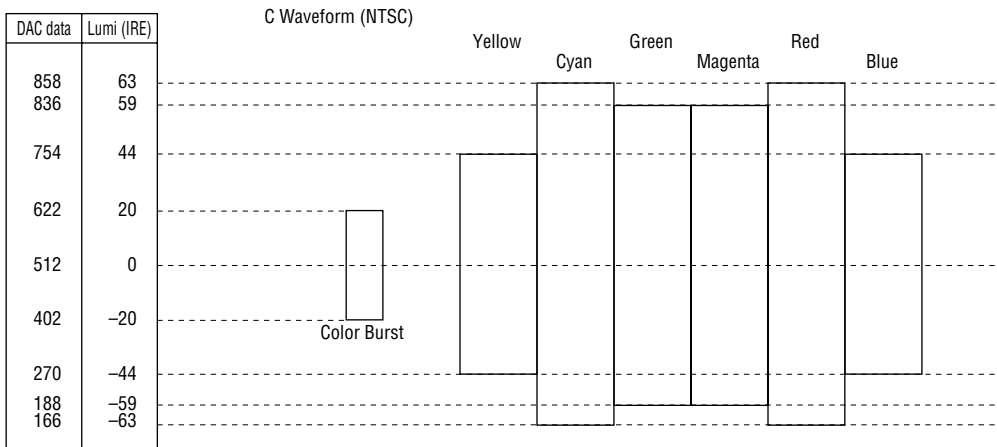 C Waveform (NTSC)
DAC data Lumi (IRE)
Yellow Green Red
Cyan Magenta Blue
858 63
836 59
754 44
622 20
512 0
402 –20
Color Burst
270 –44
188 –59
166 –63